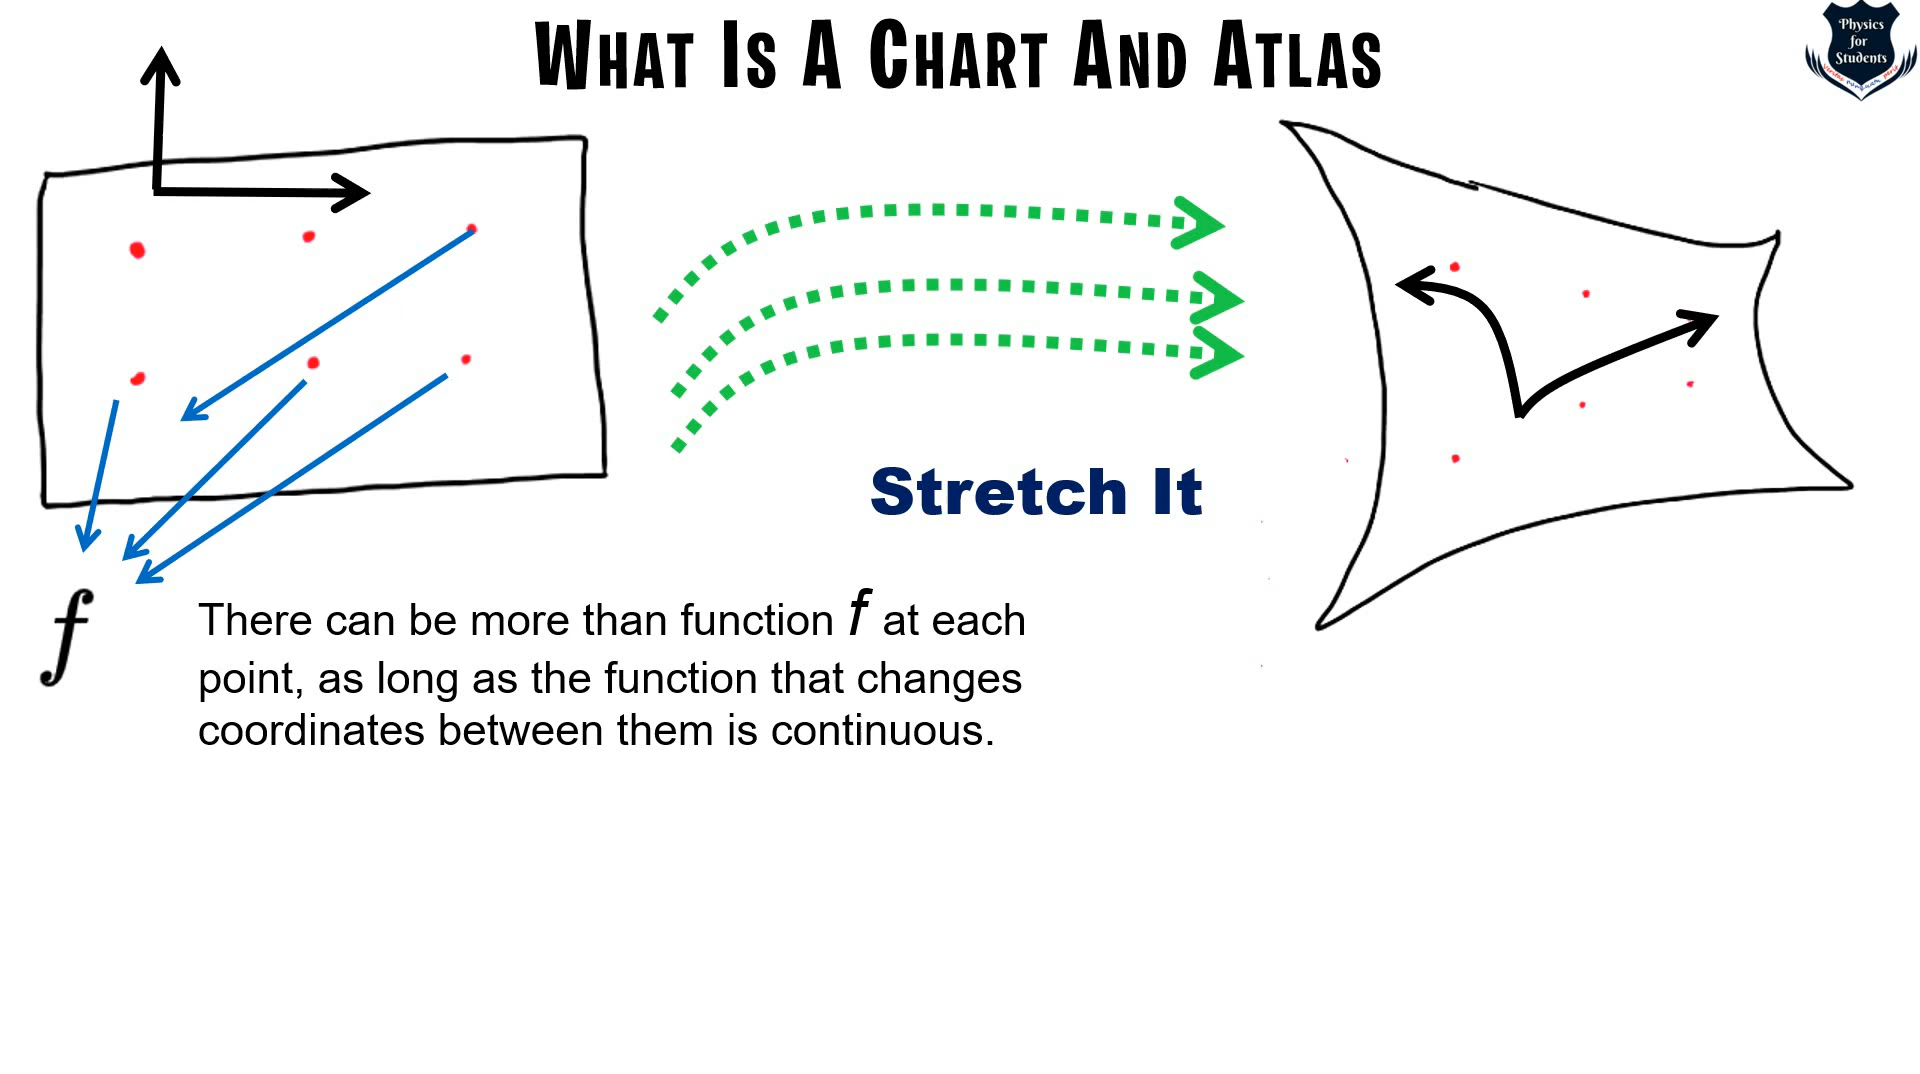 WHAT IS A CHART AND ATLAS
Physics
for
Students
Stretch It
f
There can be more than function f at each
point, as long as the function that changes
coordinates between them is continuous.